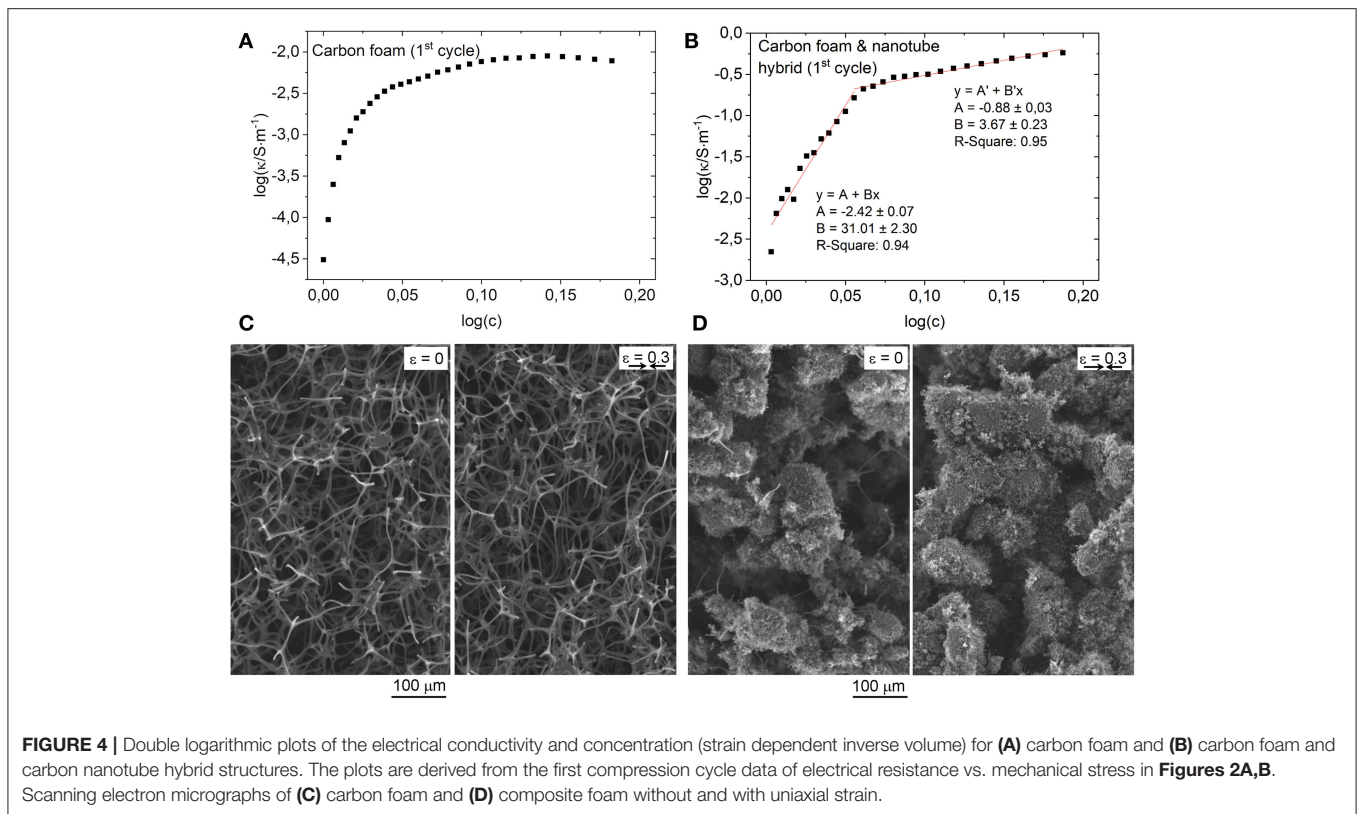 A
Carbon foam (1st cycle)
log(κ/S·m-1)
-2,0
-2,5
-3,0
-3,5
-4,0
-4,5
0,00 0,05 0,10 0,15 0,20
log(c)
B
Carbon foam & nanotube
hybrid (1st cycle)
log(κ/S·m-1)
0,0
-0,5
-1,0
-1,5
-2,0
-2,5
-3,0
y = A' + B'x
A = -0.88 ± 0,03
B = 3.67 ± 0.23
R-Square: 0.95
y = A + Bx
A = -2.42 ± 0.07
B = 31.01 ± 2.30
R-Square: 0.94
0,00 0,05 0,10 0,15 0,20
log(c)
C
ε = 0
ε = 0.3
100 μm
D
ε = 0
ε = 0.3
100 μm
FIGURE 4 | Double logarithmic plots of the electrical conductivity and concentration (strain dependent inverse volume) for (A) carbon foam and (B) carbon foam and
carbon nanotube hybrid structures. The plots are derived from the first compression cycle data of electrical resistance vs. mechanical stress in Figures 2A,B.
Scanning electron micrographs of (C) carbon foam and (D) composite foam without and with uniaxial strain.